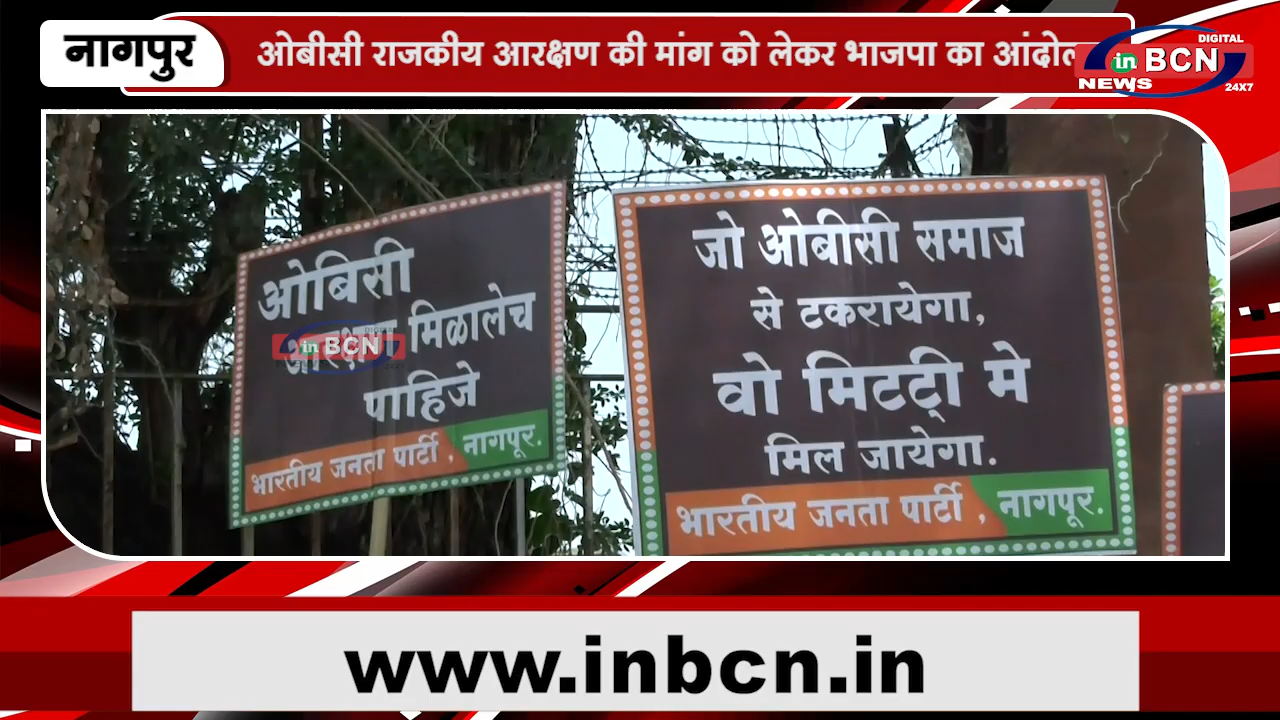 नागपुर
ओबीसी राजकीय आरक्षण की मांग को लेकर भाजपा का
DIGITAL
in BCN
NEWS
24X7
ओबिसी
मिळालेच
पाहिजे
भारतीय जनता पार्टी , नागपूर.
in BCN
जो ओबीसी समाज
से टकरायेगा,
वो मिटटी्‌ मे
मिल जायेगा.
भारतीय जनता पार्टी , नागपूर.
www.inbcn.in